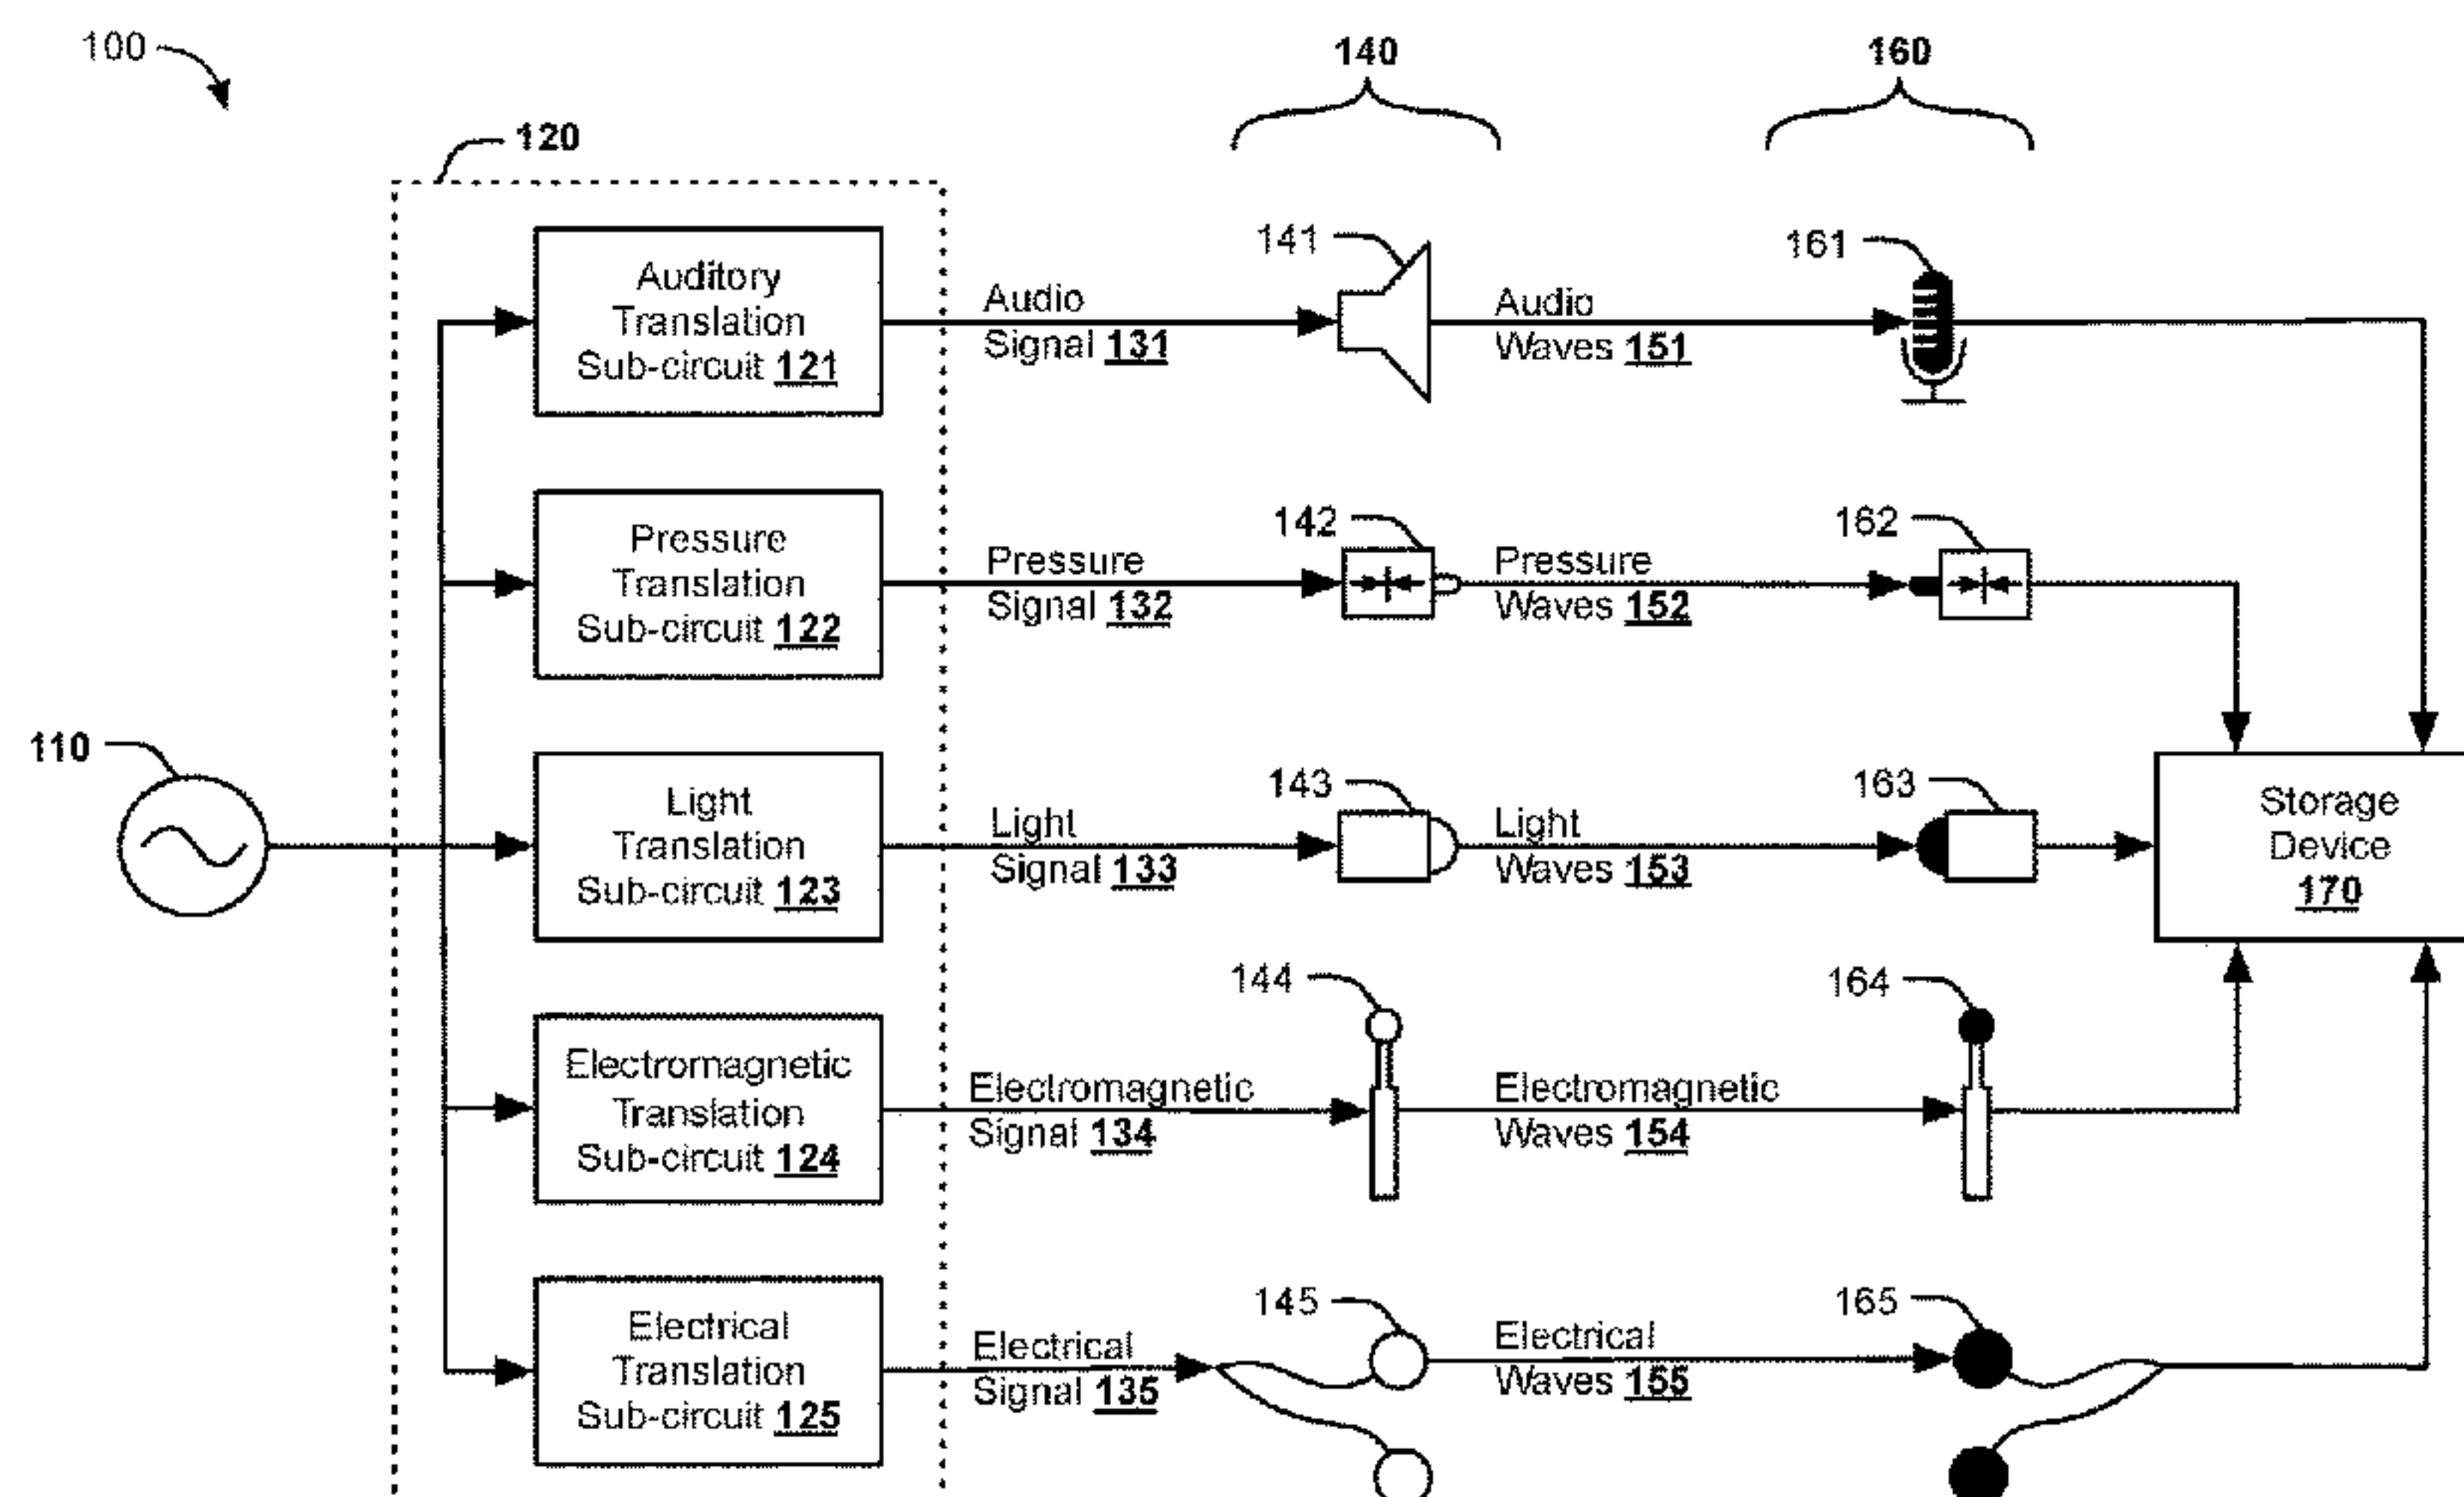 100
140
160
120
Auditory
Translation
Sub-circuit 121
Audio
Signal 131
141
Audio
Waves 151
161
Pressure
Translation
Sub-circuit 122
Pressure
Signal 132
142
Pressure
Waves 152
162
110
Light
Translation
Sub-circuit 123
Light
Signal 133
143
Light
Waves 153
163
Storage
Device
170
Electromagnetic
Translation
Sub-circuit 124
Electromagnetic
Signal 134
144
Electromagnetic
Waves 154
164
Electrical
Translation
Sub-circuit 125
Electrical
Signal 135
145
Electrical
Waves 155
165